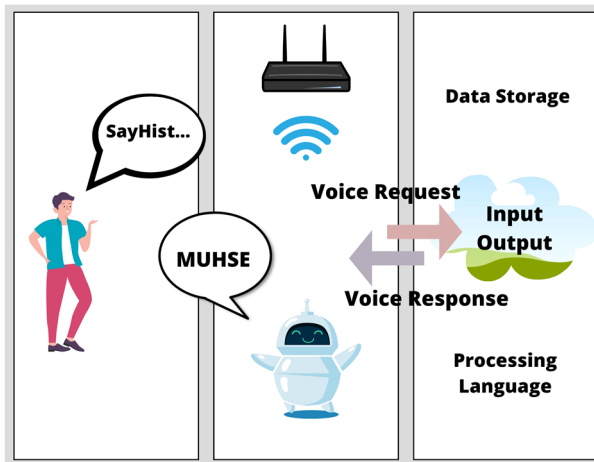 SayHist...
MUHSE
Voice Request
Voice Response
Data Storage
Input
Output
Processing
Language